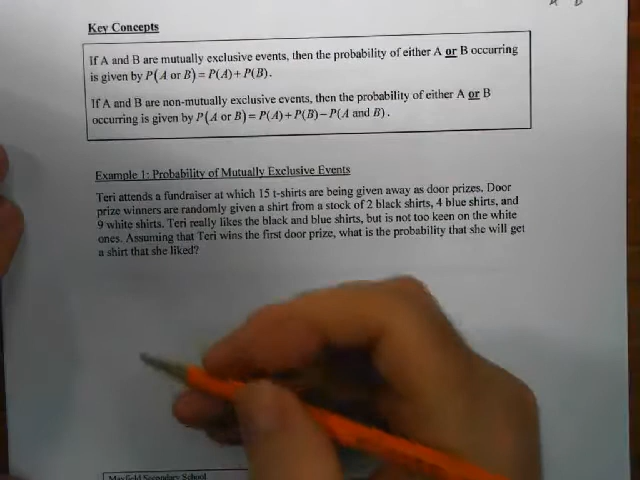 Key Concepts
If A and B are mutually exclusive events, then the probability of either A or B occurring
is given by P(A or B) = P(A) + P(B).
If A and B are non-mutually exclusive events, then the probability of either A or B
occurring is given by P(A or B) = P(A) + P(B) − P(A and B).
Example 1: Probability of Mutually Exclusive Events
Teri attends a fundraiser at which 15 t-shirts are being given away as door prizes. Door
prize winners are randomly given a shirt from a stock of 2 black shirts, 4 blue shirts, and
9 white shirts. Teri really likes the black and blue shirts, but is not too keen on the white
ones. Assuming that Teri wins the first door prize, what is the probability that she will get
a shirt that she liked?
Mayfield Secondary School